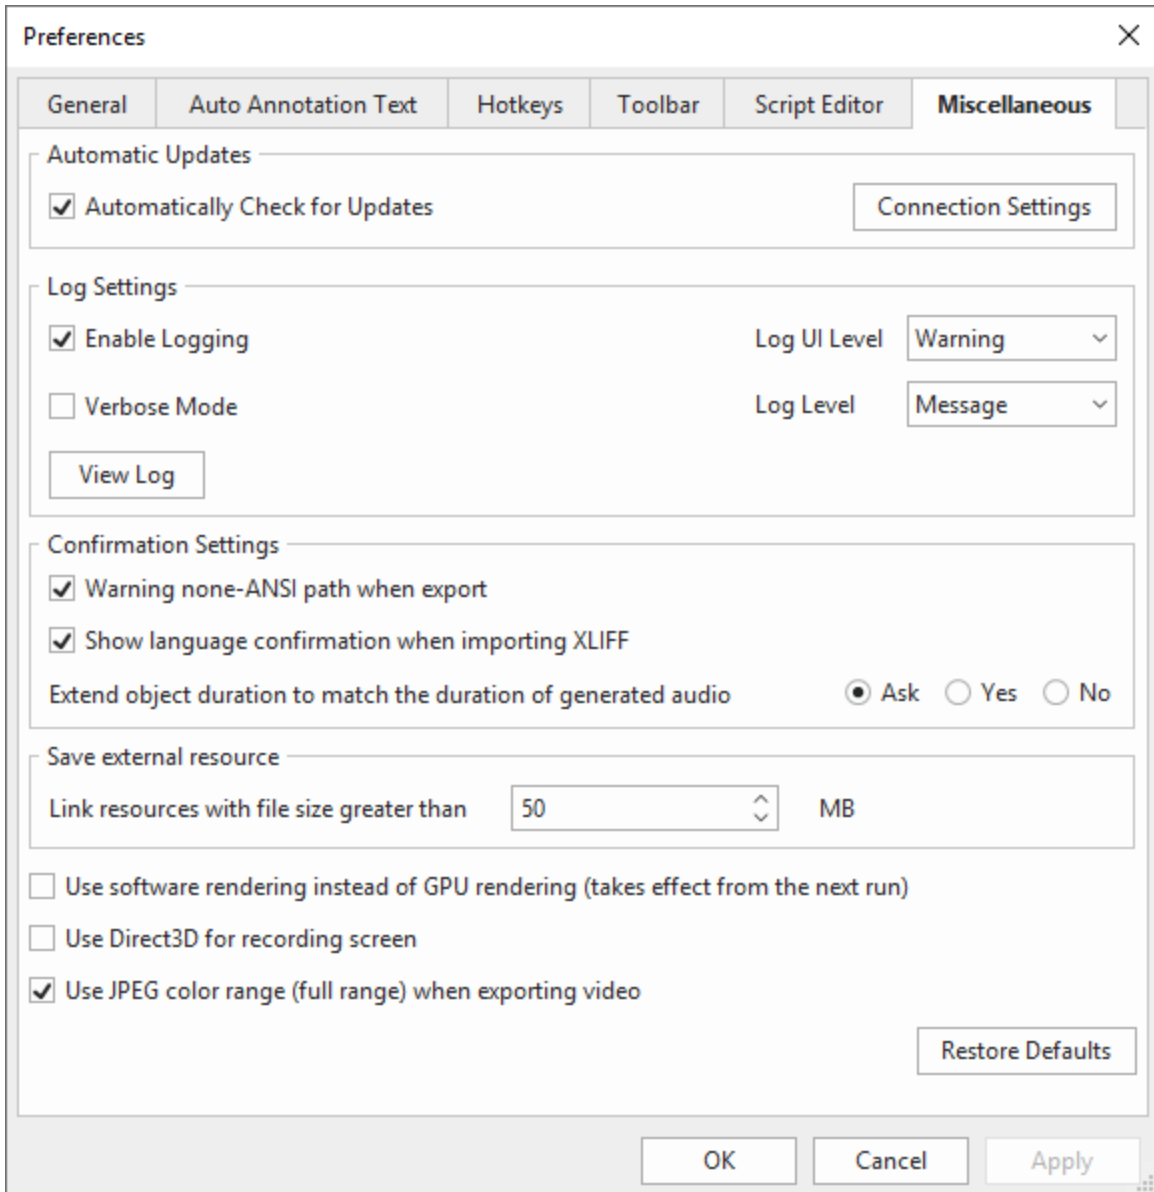 Preferences
General Auto Annotation Text Hotkeys Toolbar Script Editor Miscellaneous
Automatic Updates
Automatically Check for Updates Connection Settings
Log Settings
Enable Logging Log UI Level Warning
Verbose Mode Log Level Message
View Log
Confirmation Settings
Warning none-ANSI path when export
Show language confirmation when importing XLIFF
Extend object duration to match the duration of generated audio Ask Yes No
Save external resource
Link resources with file size greater than 50 MB
Use software rendering instead of GPU rendering (takes effect from the next run)
Use Direct3D for recording screen
Use JPEG color range (full range) when exporting video
Restore Defaults
OK Cancel Apply